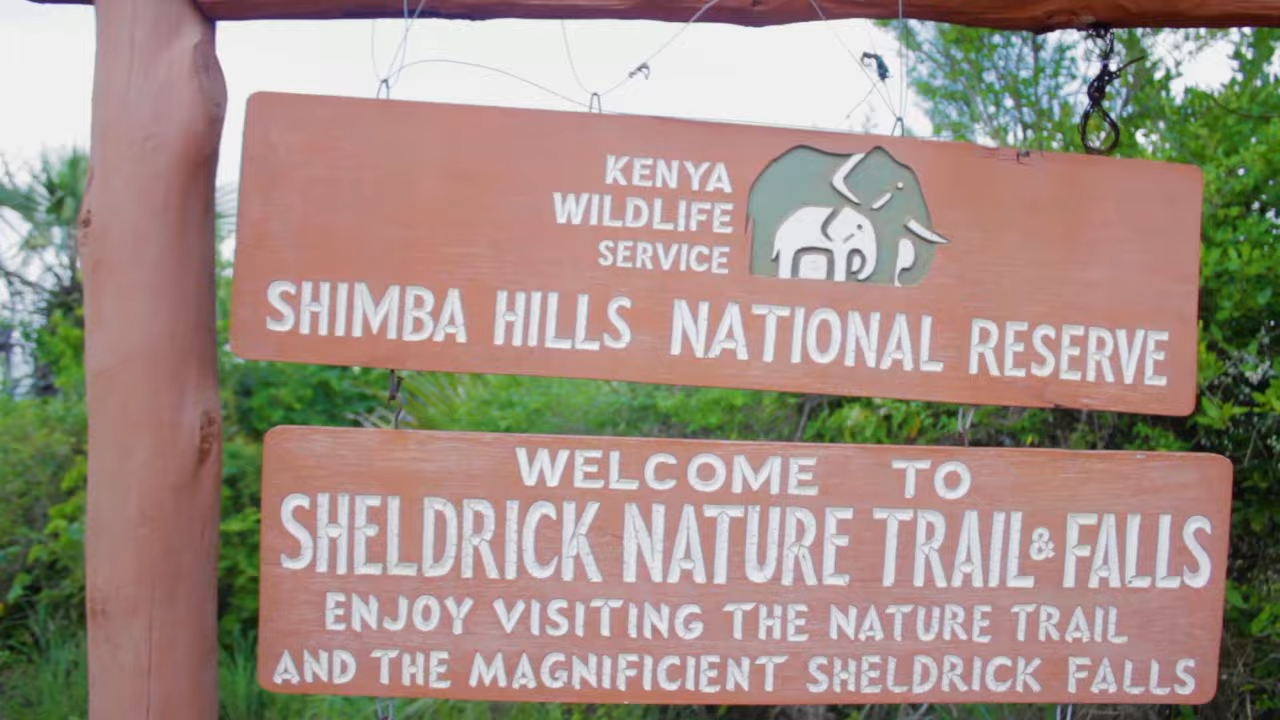 KENYA
WILDLIFE
SERVICE
SHIMBA HILLS NATIONAL RESERVE
WELCOME TO
SHELDRICK NATURE TRAIL & FALLS
ENJOY VISITING THE NATURE TRAIL
AND THE MAGNIFICIENT SHELDRICK FALLS